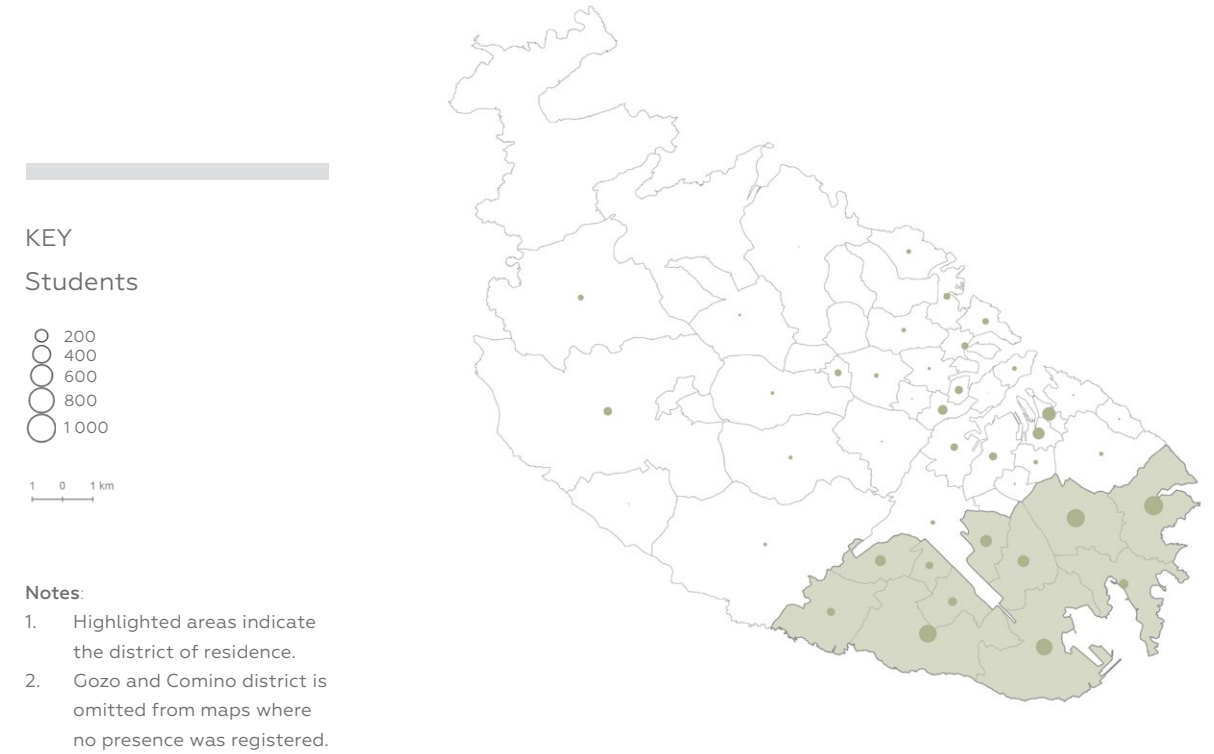 KEY
Students
200
400
600
800
1 000
1 0 1 km
Notes:
1. Highlighted areas indicate
the district of residence.
2. Gozo and Comino district is
omitted from maps where
no presence was registered.